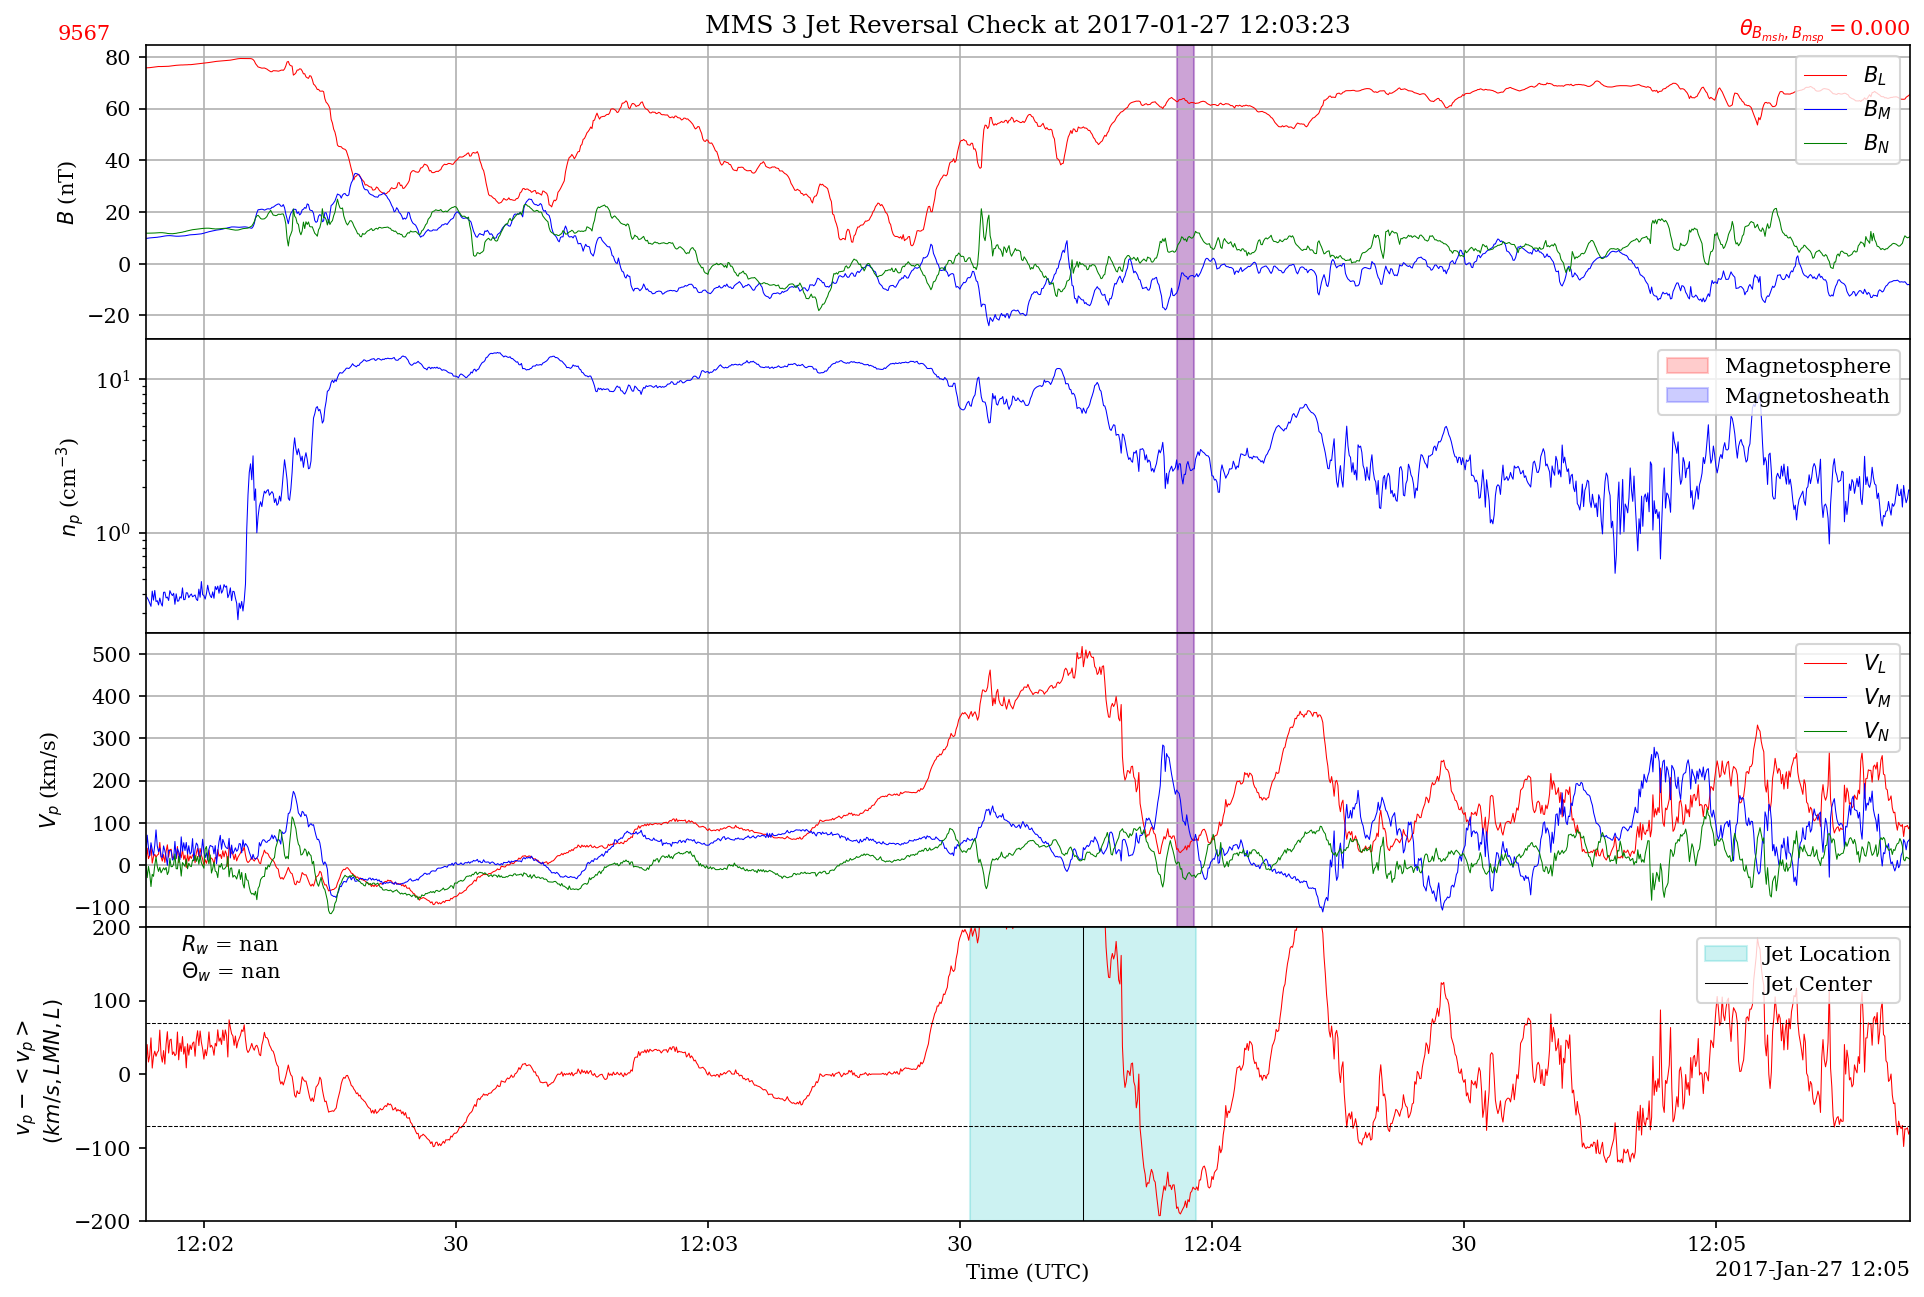 MMS 3 Jet Reversal Check at 2017-01-27 12:03:23
9567
θ_{B_{msh}, B_{msp}} = 0.000
80
60
40
20
0
−20
B (nT)
B_L
B_M
B_N
10^1
10^0
n_p (cm^{−3})
Magnetosphere
Magnetosheath
500
400
300
200
100
0
−100
V_p (km/s)
V_L
V_M
V_N
200
100
0
−100
−200
v_p − < v_p >
(km/s, LMN, L)
R_w = nan
Θ_w = nan
Jet Location
Jet Center
12:02
30
12:03
30
12:04
30
12:05
Time (UTC)
2017-Jan-27 12:05